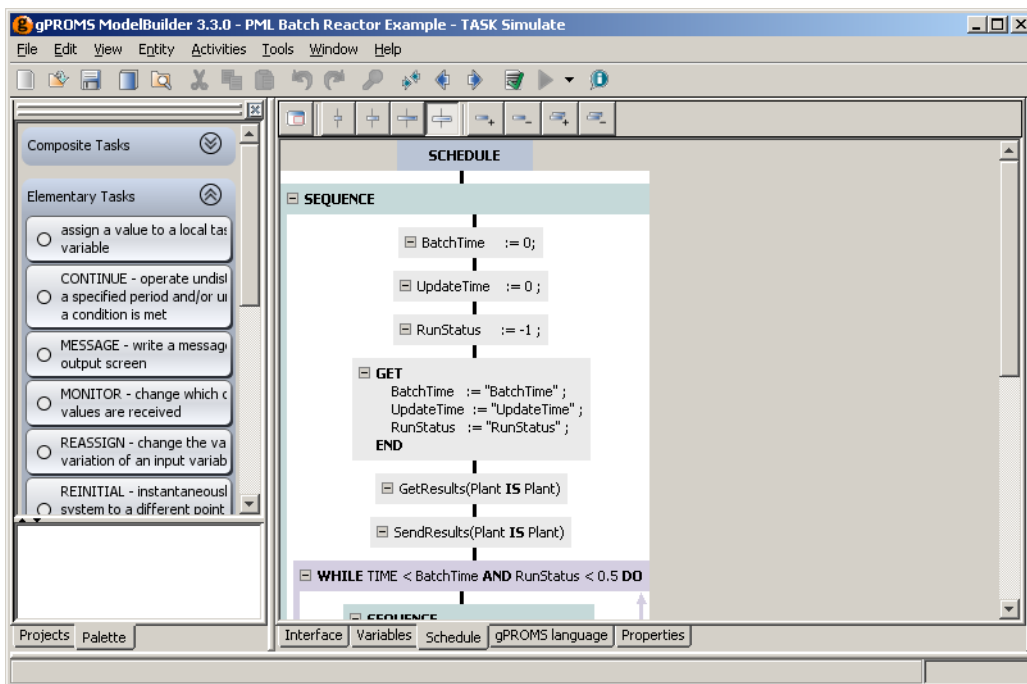 gPROMS ModelBuilder 3.3.0 - PML Batch Reactor Example - TASK Simulate
File Edit View Entity Activities Tools Window Help
Composite Tasks
Elementary Tasks
assign a value to a local tas
variable
CONTINUE - operate undist
a specified period and/or un
a condition is met
MESSAGE - write a message
output screen
MONITOR - change which c
values are received
REASSIGN - change the va
variation of an input variab
REINITIAL - instantaneousl
system to a different point
Projects Palette
SCHEDULE
SEQUENCE
BatchTime := 0;
UpdateTime := 0 ;
RunStatus := -1 ;
GET
BatchTime := "BatchTime" ;
UpdateTime := "UpdateTime" ;
RunStatus := "RunStatus" ;
END
GetResults(Plant IS Plant)
SendResults(Plant IS Plant)
WHILE TIME < BatchTime AND RunStatus < 0.5 DO
SEQUENCE
Interface Variables Schedule gPROMS language Properties